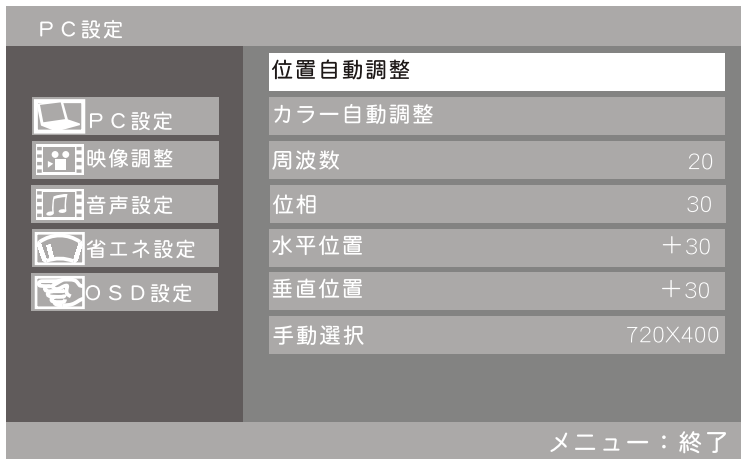 ＰＣ設定
ＰＣ設定
映像調整
音声設定
省エネ設定
ＯＳＤ設定
位置自動調整
カラー自動調整
周波数 20
位相 30
水平位置 ＋30
垂直位置 ＋30
手動選択 720X400
メニュー：終了